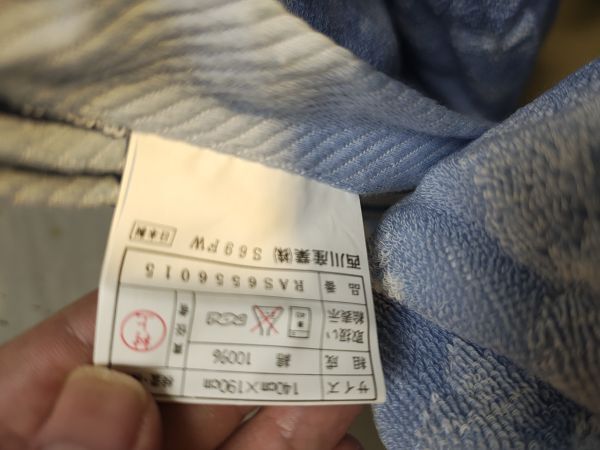 サイズ 140cm×190cm
組成 綿 100%
取扱い
絵表示
品番 RAS6556015
西川産業㈱ S69FW
日本製